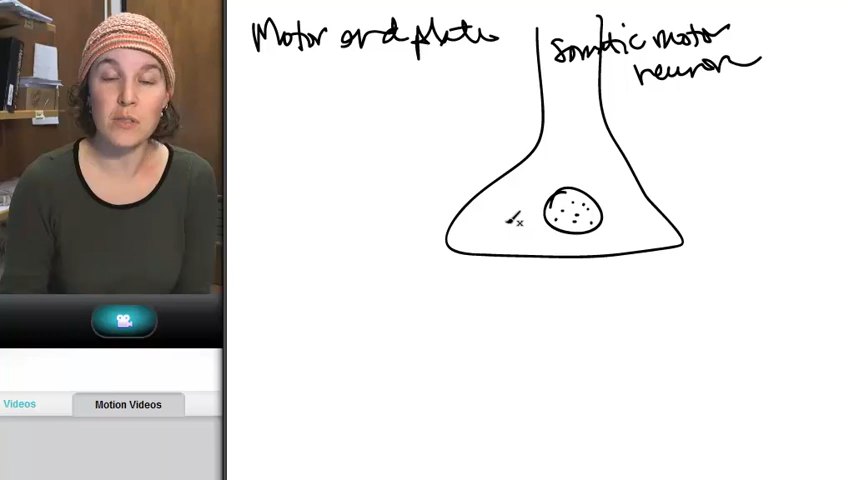 Motor end plate
Somatic motor
neuron
Videos
Motion Videos